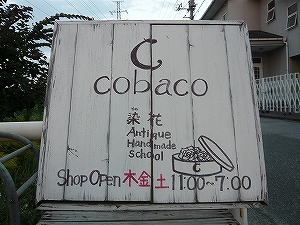 C
cobaco
染花
Antique
Handmade
School
C
Shop Open 木金土 11:00~7:00